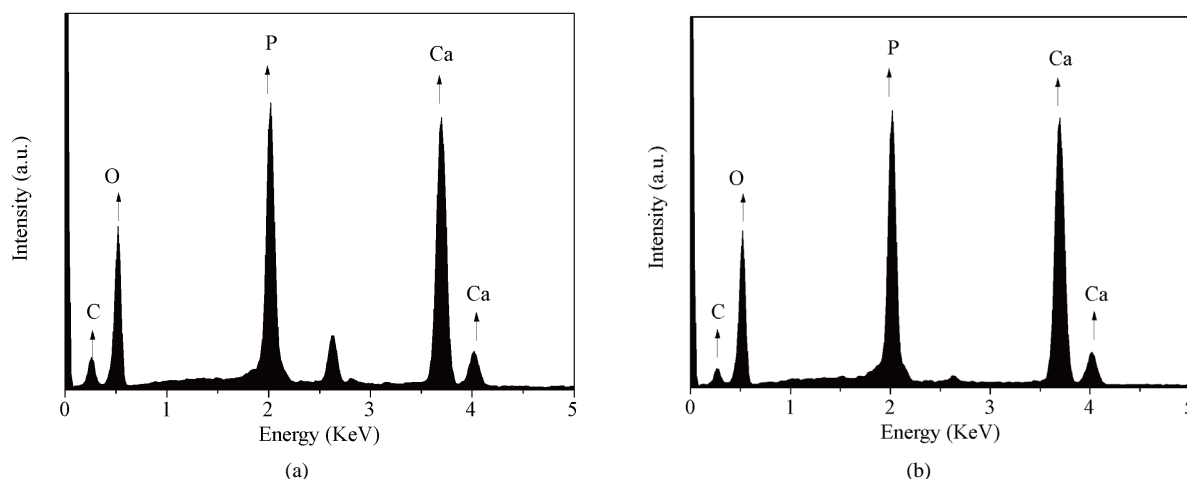 P
Ca
O
C
Ca
Intensity (a.u.)
0 1 2 3 4 5
Energy (KeV)
(a)
P
Ca
O
C
Ca
Intensity (a.u.)
0 1 2 3 4 5
Energy (KeV)
(b)